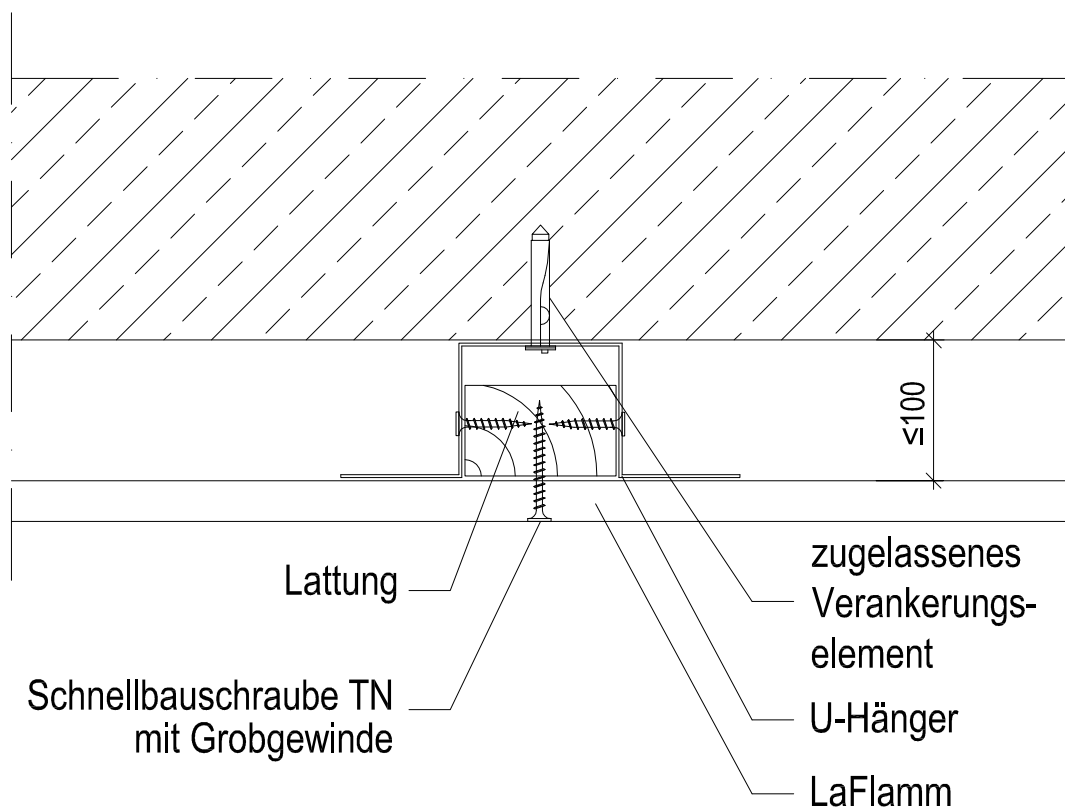 ≤100
Lattung
Schnellbauschraube TN
mit Grobgewinde
zugelassenes
Verankerungs-
element
U-Hänger
LaFlamm